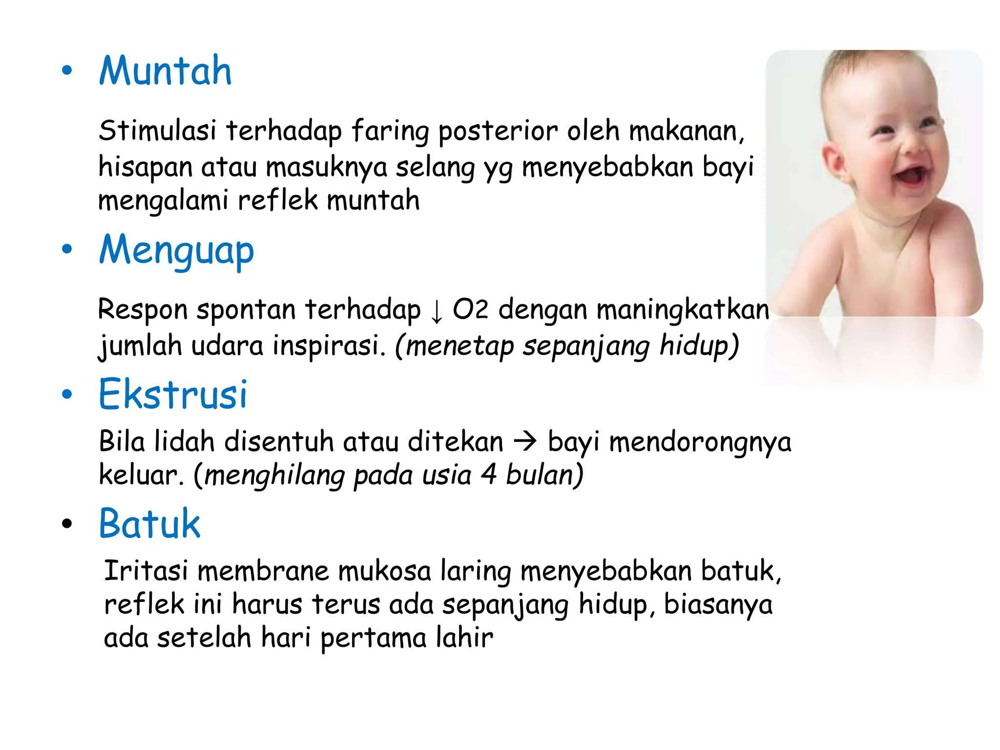 • Muntah
Stimulasi terhadap faring posterior oleh makanan,
hisapan atau masuknya selang yg menyebabkan bayi
mengalami reflek muntah
• Menguap
Respon spontan terhadap ↓ O2 dengan maningkatkan
jumlah udara inspirasi. (menetap sepanjang hidup)
• Ekstrusi
Bila lidah disentuh atau ditekan → bayi mendorongnya
keluar. (menghilang pada usia 4 bulan)
• Batuk
Iritasi membrane mukosa laring menyebabkan batuk,
reflek ini harus terus ada sepanjang hidup, biasanya
ada setelah hari pertama lahir